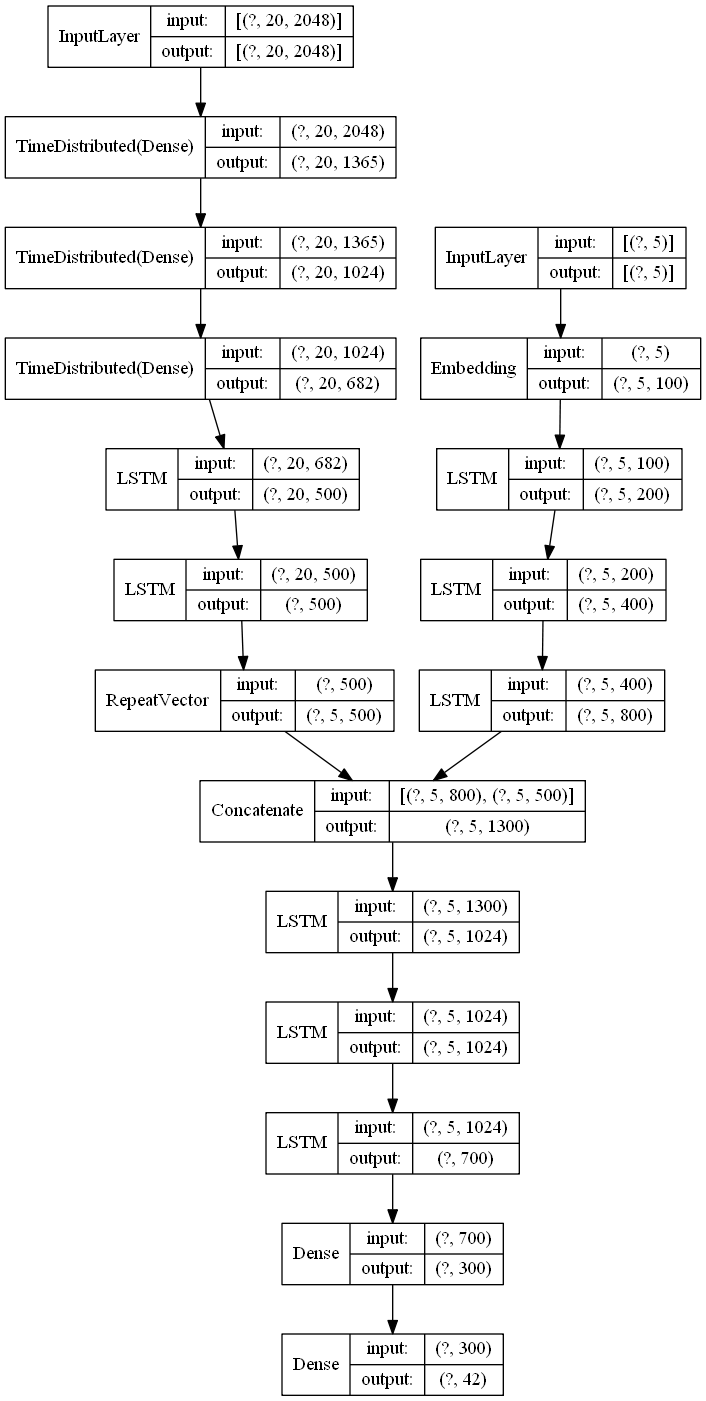 InputLayer input: [(?, 20, 2048)]
output: [(?, 20, 2048)]
TimeDistributed(Dense) input: (?, 20, 2048)
output: (?, 20, 1365)
TimeDistributed(Dense) input: (?, 20, 1365)
output: (?, 20, 1024)
InputLayer input: [(?, 5)]
output: [(?, 5)]
TimeDistributed(Dense) input: (?, 20, 1024)
output: (?, 20, 682)
Embedding input: (?, 5)
output: (?, 5, 100)
LSTM input: (?, 20, 682)
output: (?, 20, 500)
LSTM input: (?, 5, 100)
output: (?, 5, 200)
LSTM input: (?, 20, 500)
output: (?, 500)
LSTM input: (?, 5, 200)
output: (?, 5, 400)
RepeatVector input: (?, 500)
output: (?, 5, 500)
LSTM input: (?, 5, 400)
output: (?, 5, 800)
Concatenate input: [(?, 5, 800), (?, 5, 500)]
output: (?, 5, 1300)
LSTM input: (?, 5, 1300)
output: (?, 5, 1024)
LSTM input: (?, 5, 1024)
output: (?, 5, 1024)
LSTM input: (?, 5, 1024)
output: (?, 700)
Dense input: (?, 700)
output: (?, 300)
Dense input: (?, 300)
output: (?, 42)